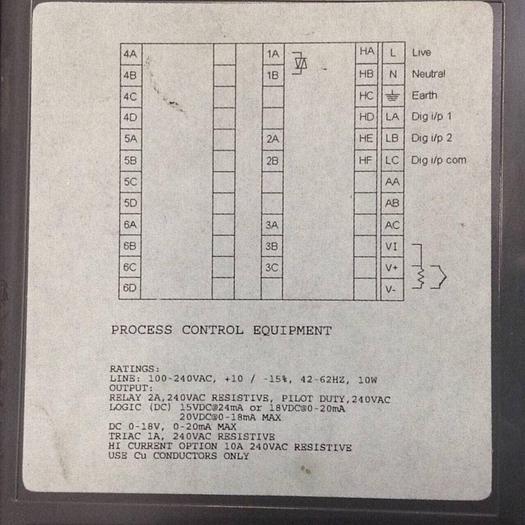 4A 1A HA L Live
4B 1B HB N Neutral
4C HC Earth
4D HD LA Dig i/p 1
5A 2A HE LB Dig i/p 2
5B 2B HF LC Dig i/p com
5C AA
5D AB
6A 3A AC
6B 3B VI
6C 3C V+
6D V-
PROCESS CONTROL EQUIPMENT
RATINGS:
LINE: 100-240VAC, +10 / -15%, 42-62HZ, 10W
OUTPUT:
RELAY 2A,240VAC RESISTIVE, PILOT DUTY,240VAC
LOGIC (DC) 15VDC@24mA or 18VDC@0-20mA
20VDC@0-18mA MAX
DC 0-18V, 0-20mA MAX
TRIAC 1A, 240VAC RESISTIVE
HI CURRENT OPTION 10A 240VAC RESISTIVE
USE Cu CONDUCTORS ONLY